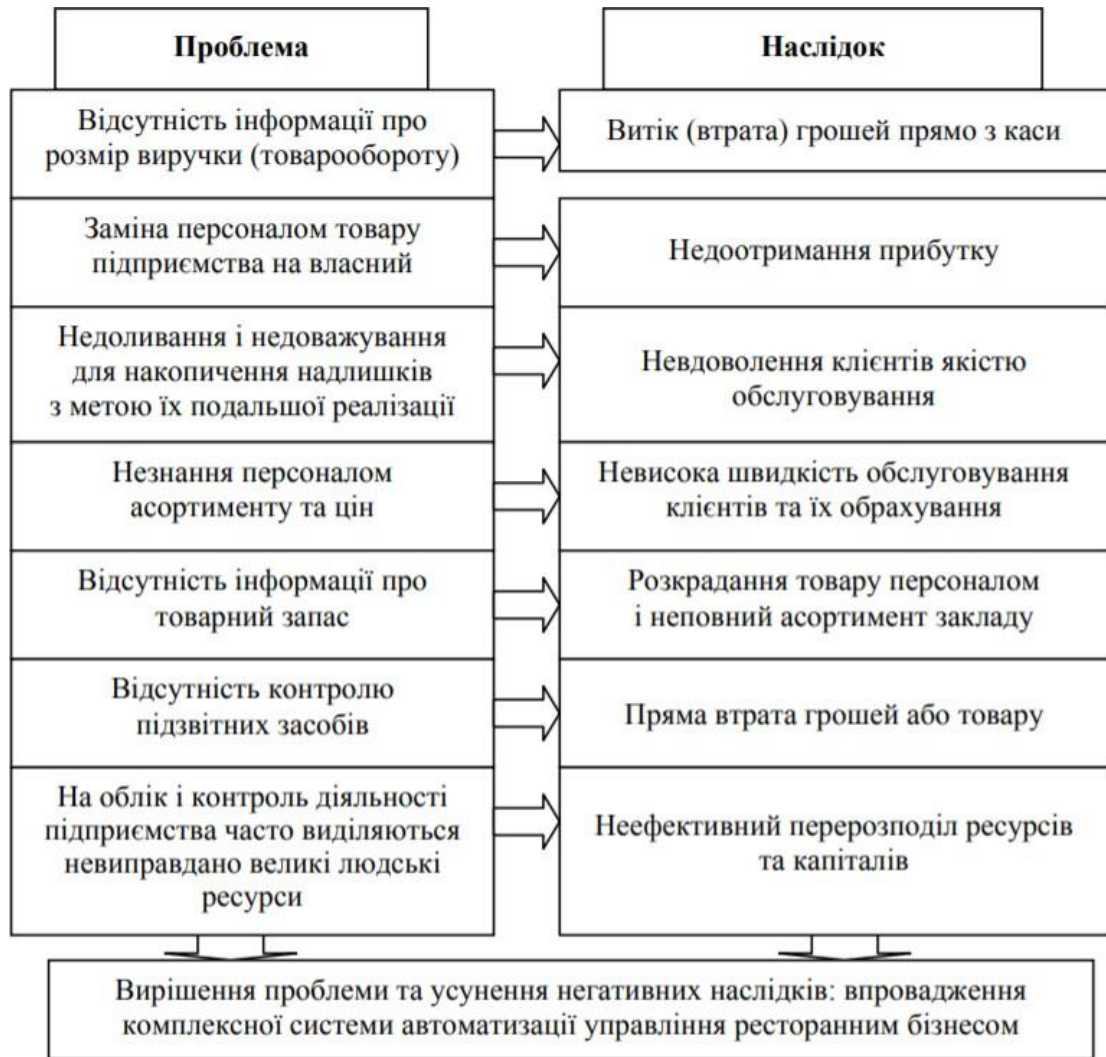 Проблема
Наслідок
Відсутність інформації про
розмір виручки (товарообороту)
Витік (втрата) грошей прямо з каси
Заміна персоналом товару
підприємства на власний
Недоотримання прибутку
Недоливання і недоважування
для накопичення надлишків
з метою їх подальшої реалізації
Невдоволення клієнтів якістю
обслуговування
Незнання персоналом
асортименту та цін
Невисока швидкість обслуговування
клієнтів та їх обрахування
Відсутність інформації про
товарний запас
Розкрадання товару персоналом
і неповний асортимент закладу
Відсутність контролю
підзвітних засобів
Пряма втрата грошей або товару
На облік і контроль діяльності
підприємства часто виділяються
невиправдано великі людські
ресурси
Неефективний перерозподіл ресурсів
та капіталів
Вирішення проблеми та усунення негативних наслідків: впровадження
комплексної системи автоматизації управління ресторанним бізнесом